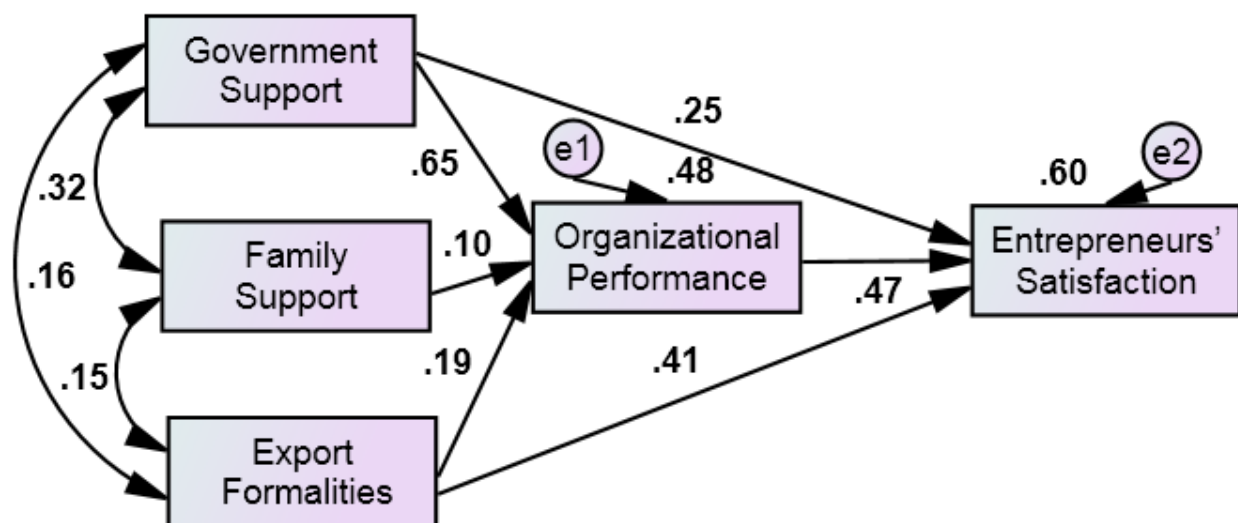 Government
Support
.25
e1
e2
.65
.48
.60
.32
Family
Support
.10
Organizational
Performance
Entrepreneurs’
Satisfaction
.16
.47
.15
.19
.41
Export
Formalities